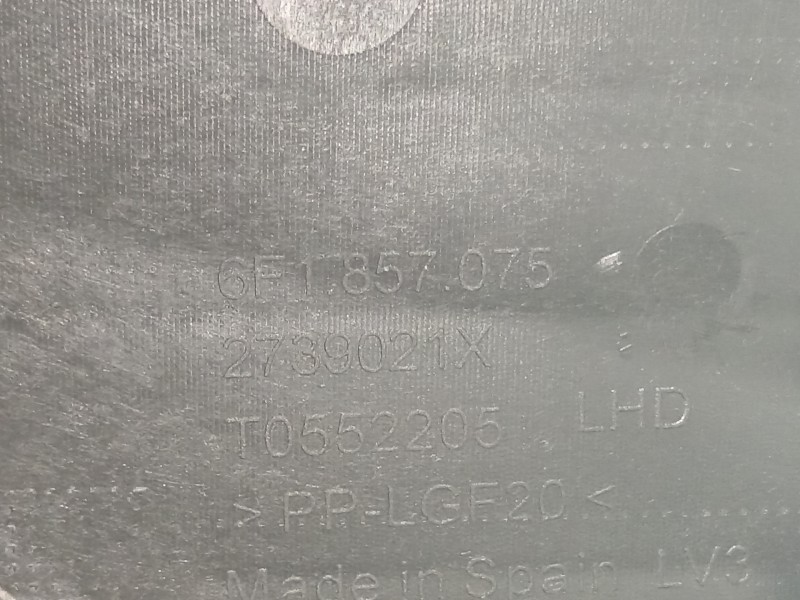 6F1.857.075
2739021X
T0552205 LHD
>PP-LGF20<
Made in Spain LV3